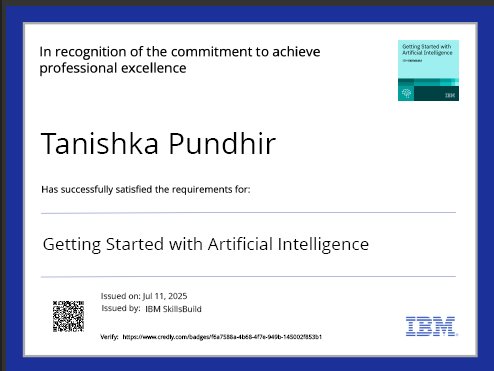 In recognition of the commitment to achieve
professional excellence
Getting Started with
Artificial Intelligence
IBM
Tanishka Pundhir
Has successfully satisfied the requirements for:
Getting Started with Artificial Intelligence
Issued on: Jul 11, 2025
Issued by: IBM SkillsBuild
Verify: https://www.credly.com/badges/f6a7588a-4b68-4f7e-949b-145002f853b1
IBM